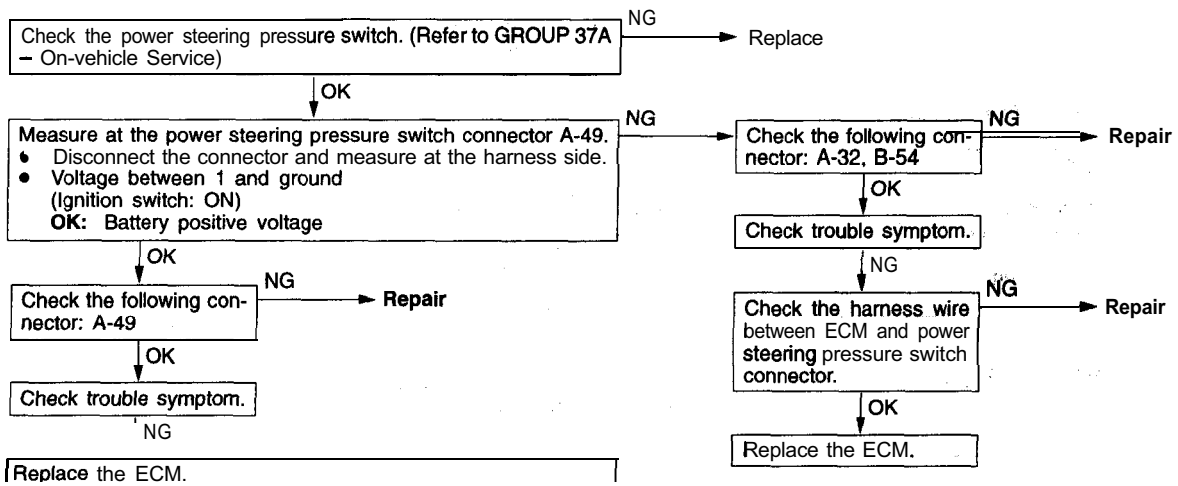 Check the power steering pressure switch. (Refer to GROUP 37A
– On-vehicle Service)
NG
Replace
OK
Measure at the power steering pressure switch connector A-49.
• Disconnect the connector and measure at the harness side.
• Voltage between 1 and ground
(Ignition switch: ON)
OK: Battery positive voltage
NG
Check the following con-
nector: A-32, B-54
NG
Repair
OK
Check trouble symptom.
NG
Check the harness wire
between ECM and power
steering pressure switch
connector.
NG
Repair
OK
Replace the ECM.
OK
Check the following con-
nector: A-49
NG
Repair
OK
Check trouble symptom.
NG
Replace the ECM.